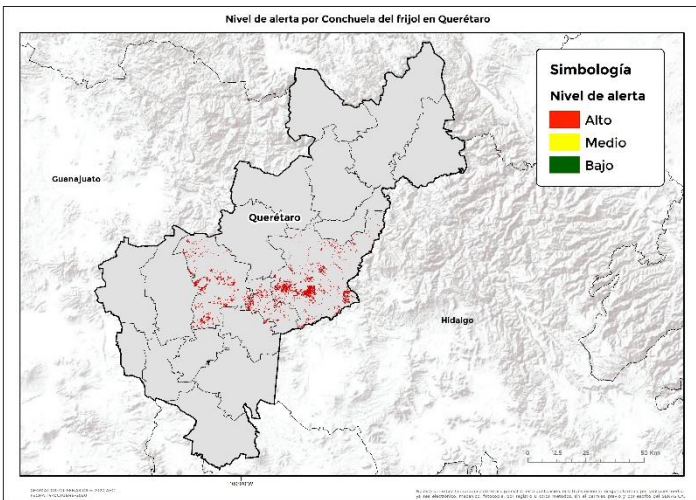 Nivel de alerta por Conchuela del frijol en Querétaro
Simbología
Nivel de alerta
Alto
Medio
Bajo
Guanajuato
Querétaro
Hidalgo
0
25
50 Km